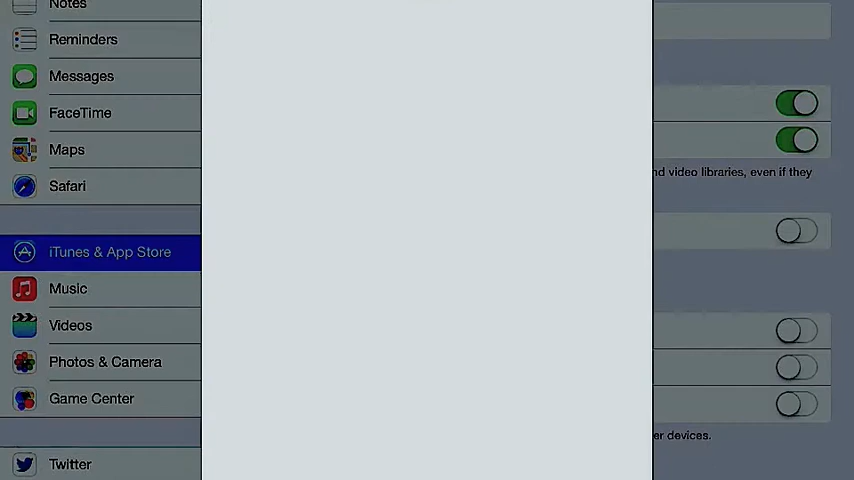 Notes
Reminders
Messages
FaceTime
Maps
Safari
nd video libraries, even if they
iTunes & App Store
Music
Videos
Photos & Camera
Game Center
er devices.
Twitter